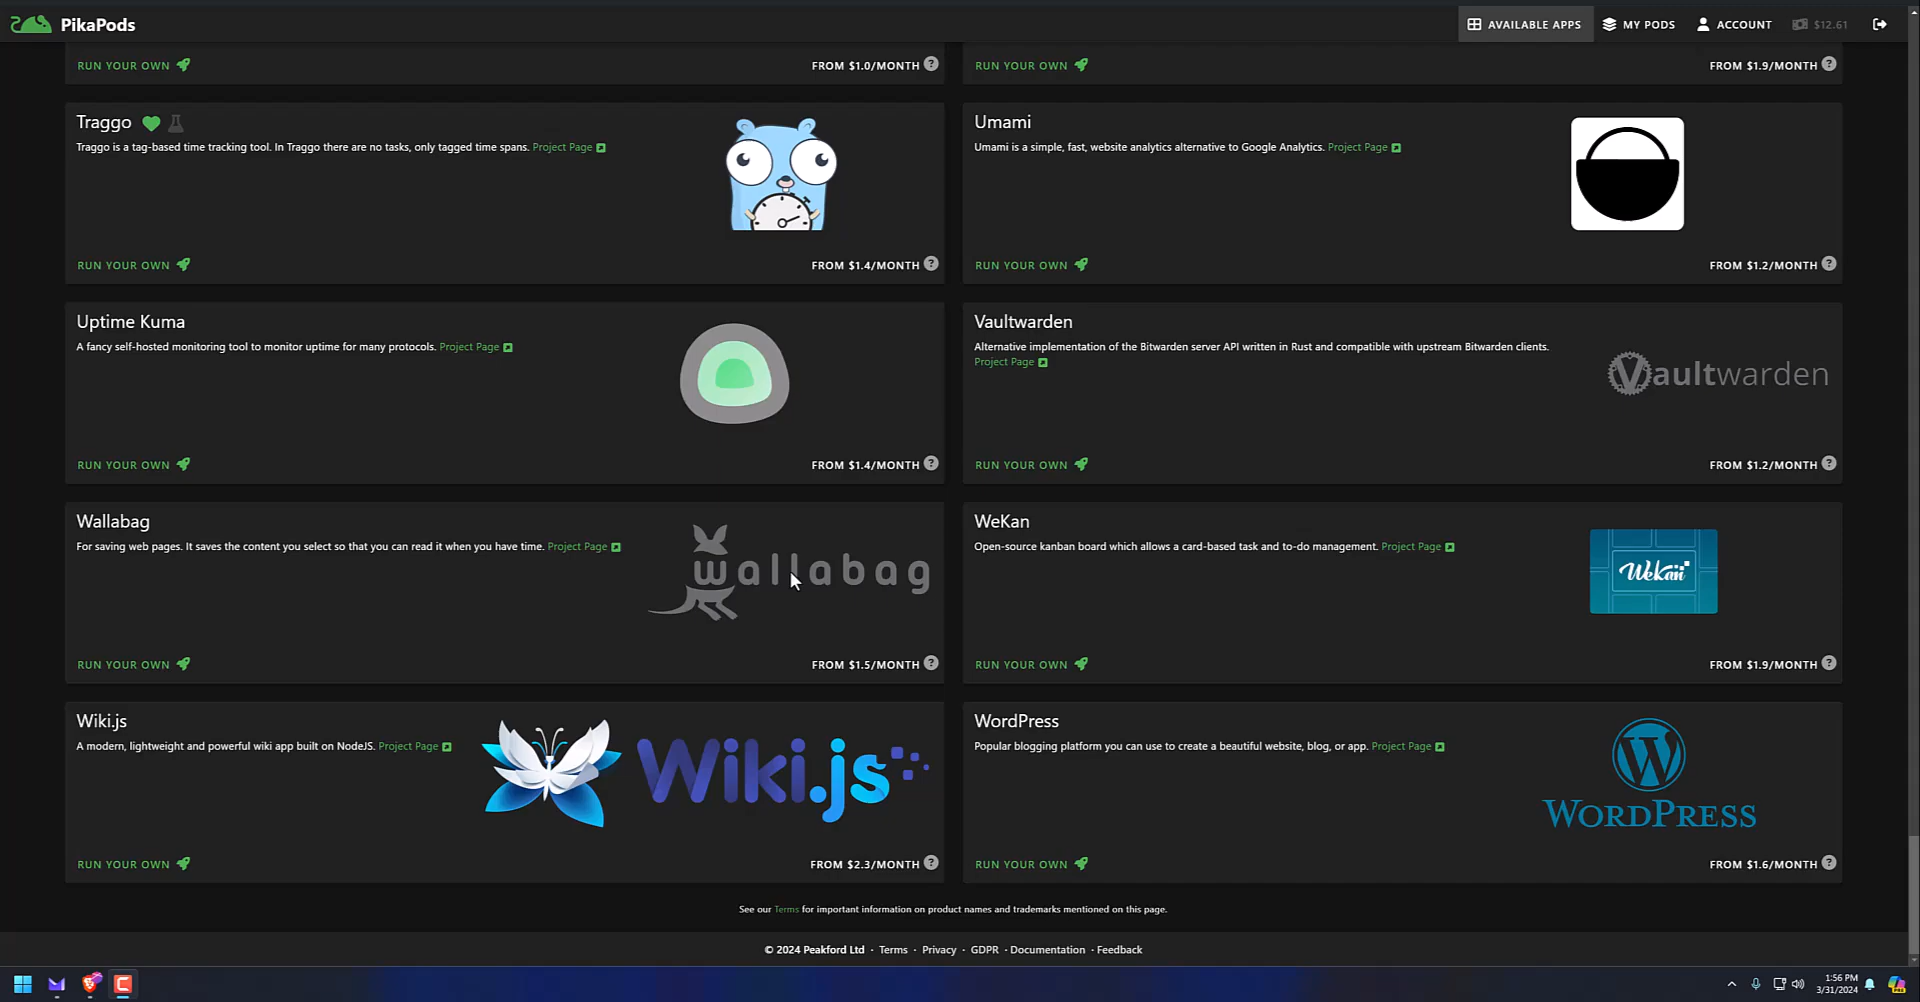 PikaPods
AVAILABLE APPS
MY PODS
ACCOUNT
$12.61
RUN YOUR OWN
FROM $1.0/MONTH ?
RUN YOUR OWN
FROM $1.9/MONTH ?
Traggo
Traggo is a tag-based time tracking tool. In Traggo there are no tasks, only tagged time spans. Project Page
RUN YOUR OWN
FROM $1.4/MONTH ?
Umami
Umami is a simple, fast, website analytics alternative to Google Analytics. Project Page
RUN YOUR OWN
FROM $1.2/MONTH ?
Uptime Kuma
A fancy self-hosted monitoring tool to monitor uptime for many protocols. Project Page
RUN YOUR OWN
FROM $1.4/MONTH ?
Vaultwarden
Alternative implementation of the Bitwarden server API written in Rust and compatible with upstream Bitwarden clients.
Project Page
Vaultwarden
RUN YOUR OWN
FROM $1.2/MONTH ?
Wallabag
For saving web pages. It saves the content you select so that you can read it when you have time. Project Page
wallabag
RUN YOUR OWN
FROM $1.5/MONTH ?
WeKan
Open-source kanban board which allows a card-based task and to-do management. Project Page
WeKan
RUN YOUR OWN
FROM $1.9/MONTH ?
Wiki.js
A modern, lightweight and powerful wiki app built on NodeJS. Project Page
Wiki.js
RUN YOUR OWN
FROM $2.3/MONTH ?
WordPress
Popular blogging platform you can use to create a beautiful website, blog, or app. Project Page
WORDPRESS
RUN YOUR OWN
FROM $1.6/MONTH ?
See our Terms for important information on product names and trademarks mentioned on this page.
© 2024 Peakford Ltd · Terms · Privacy · GDPR · Documentation · Feedback
1:56 PM
3/31/2024